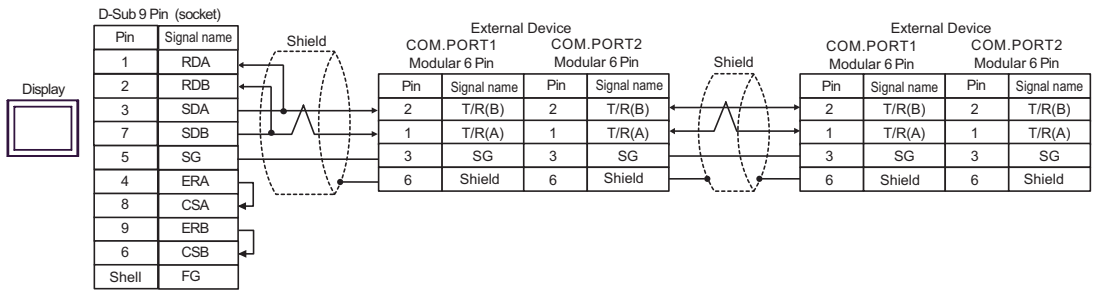 D-Sub 9 Pin (socket)
Pin Signal name
1 RDA
2 RDB
3 SDA
7 SDB
5 SG
4 ERA
8 CSA
9 ERB
6 CSB
Shell FG
Display
Shield
External Device
COM.PORT1 COM.PORT2
Modular 6 Pin Modular 6 Pin
Pin Signal name Pin Signal name
2 T/R(B) 2 T/R(B)
1 T/R(A) 1 T/R(A)
3 SG 3 SG
6 Shield 6 Shield
Shield
External Device
COM.PORT1 COM.PORT2
Modular 6 Pin Modular 6 Pin
Pin Signal name Pin Signal name
2 T/R(B) 2 T/R(B)
1 T/R(A) 1 T/R(A)
3 SG 3 SG
6 Shield 6 Shield